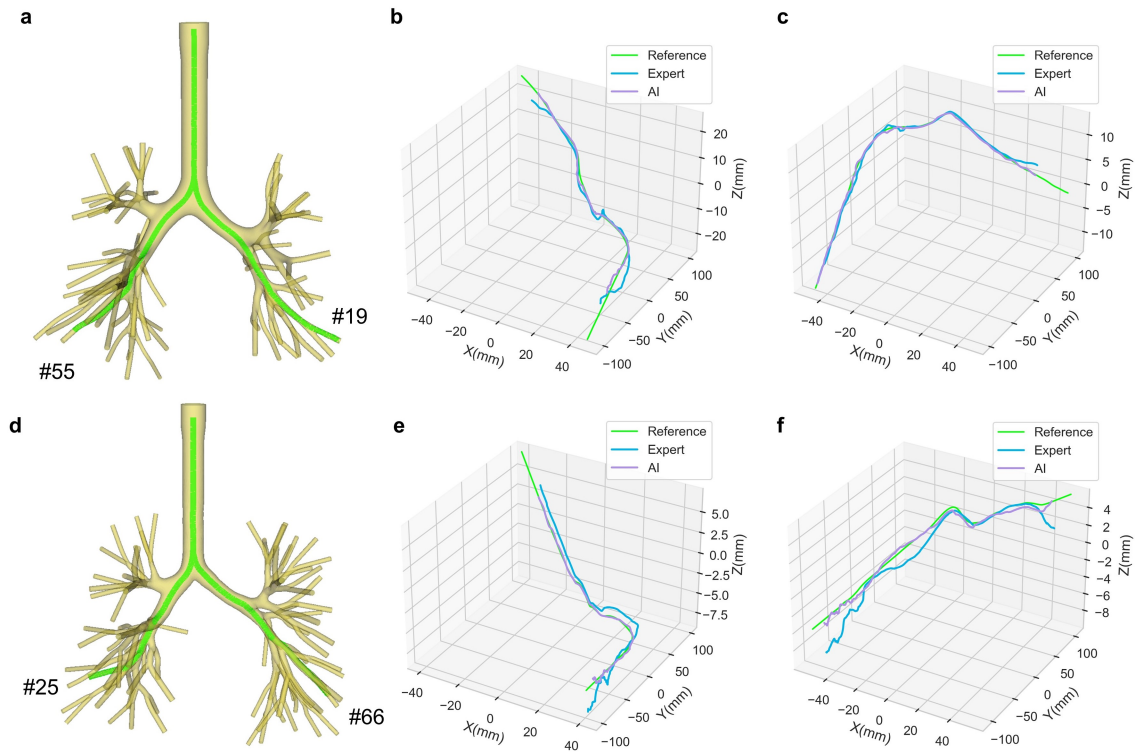 a
#55
#19
b
Reference
Expert
AI
20
10
0
−10
−20
Z(mm)
100
50
0
−50
−100
Y(mm)
−40
−20
0
20
40
X(mm)
c
Reference
Expert
AI
10
5
0
−5
−10
Z(mm)
100
50
0
−50
−100
Y(mm)
−40
−20
0
20
40
X(mm)
d
#25
#66
e
Reference
Expert
AI
5.0
2.5
0.0
−2.5
−5.0
−7.5
Z(mm)
100
50
0
−50
−100
Y(mm)
−40
−20
0
20
40
X(mm)
f
Reference
Expert
AI
4
2
0
−2
−4
−6
−8
Z(mm)
100
50
0
−50
−100
Y(mm)
−40
−20
0
20
40
X(mm)